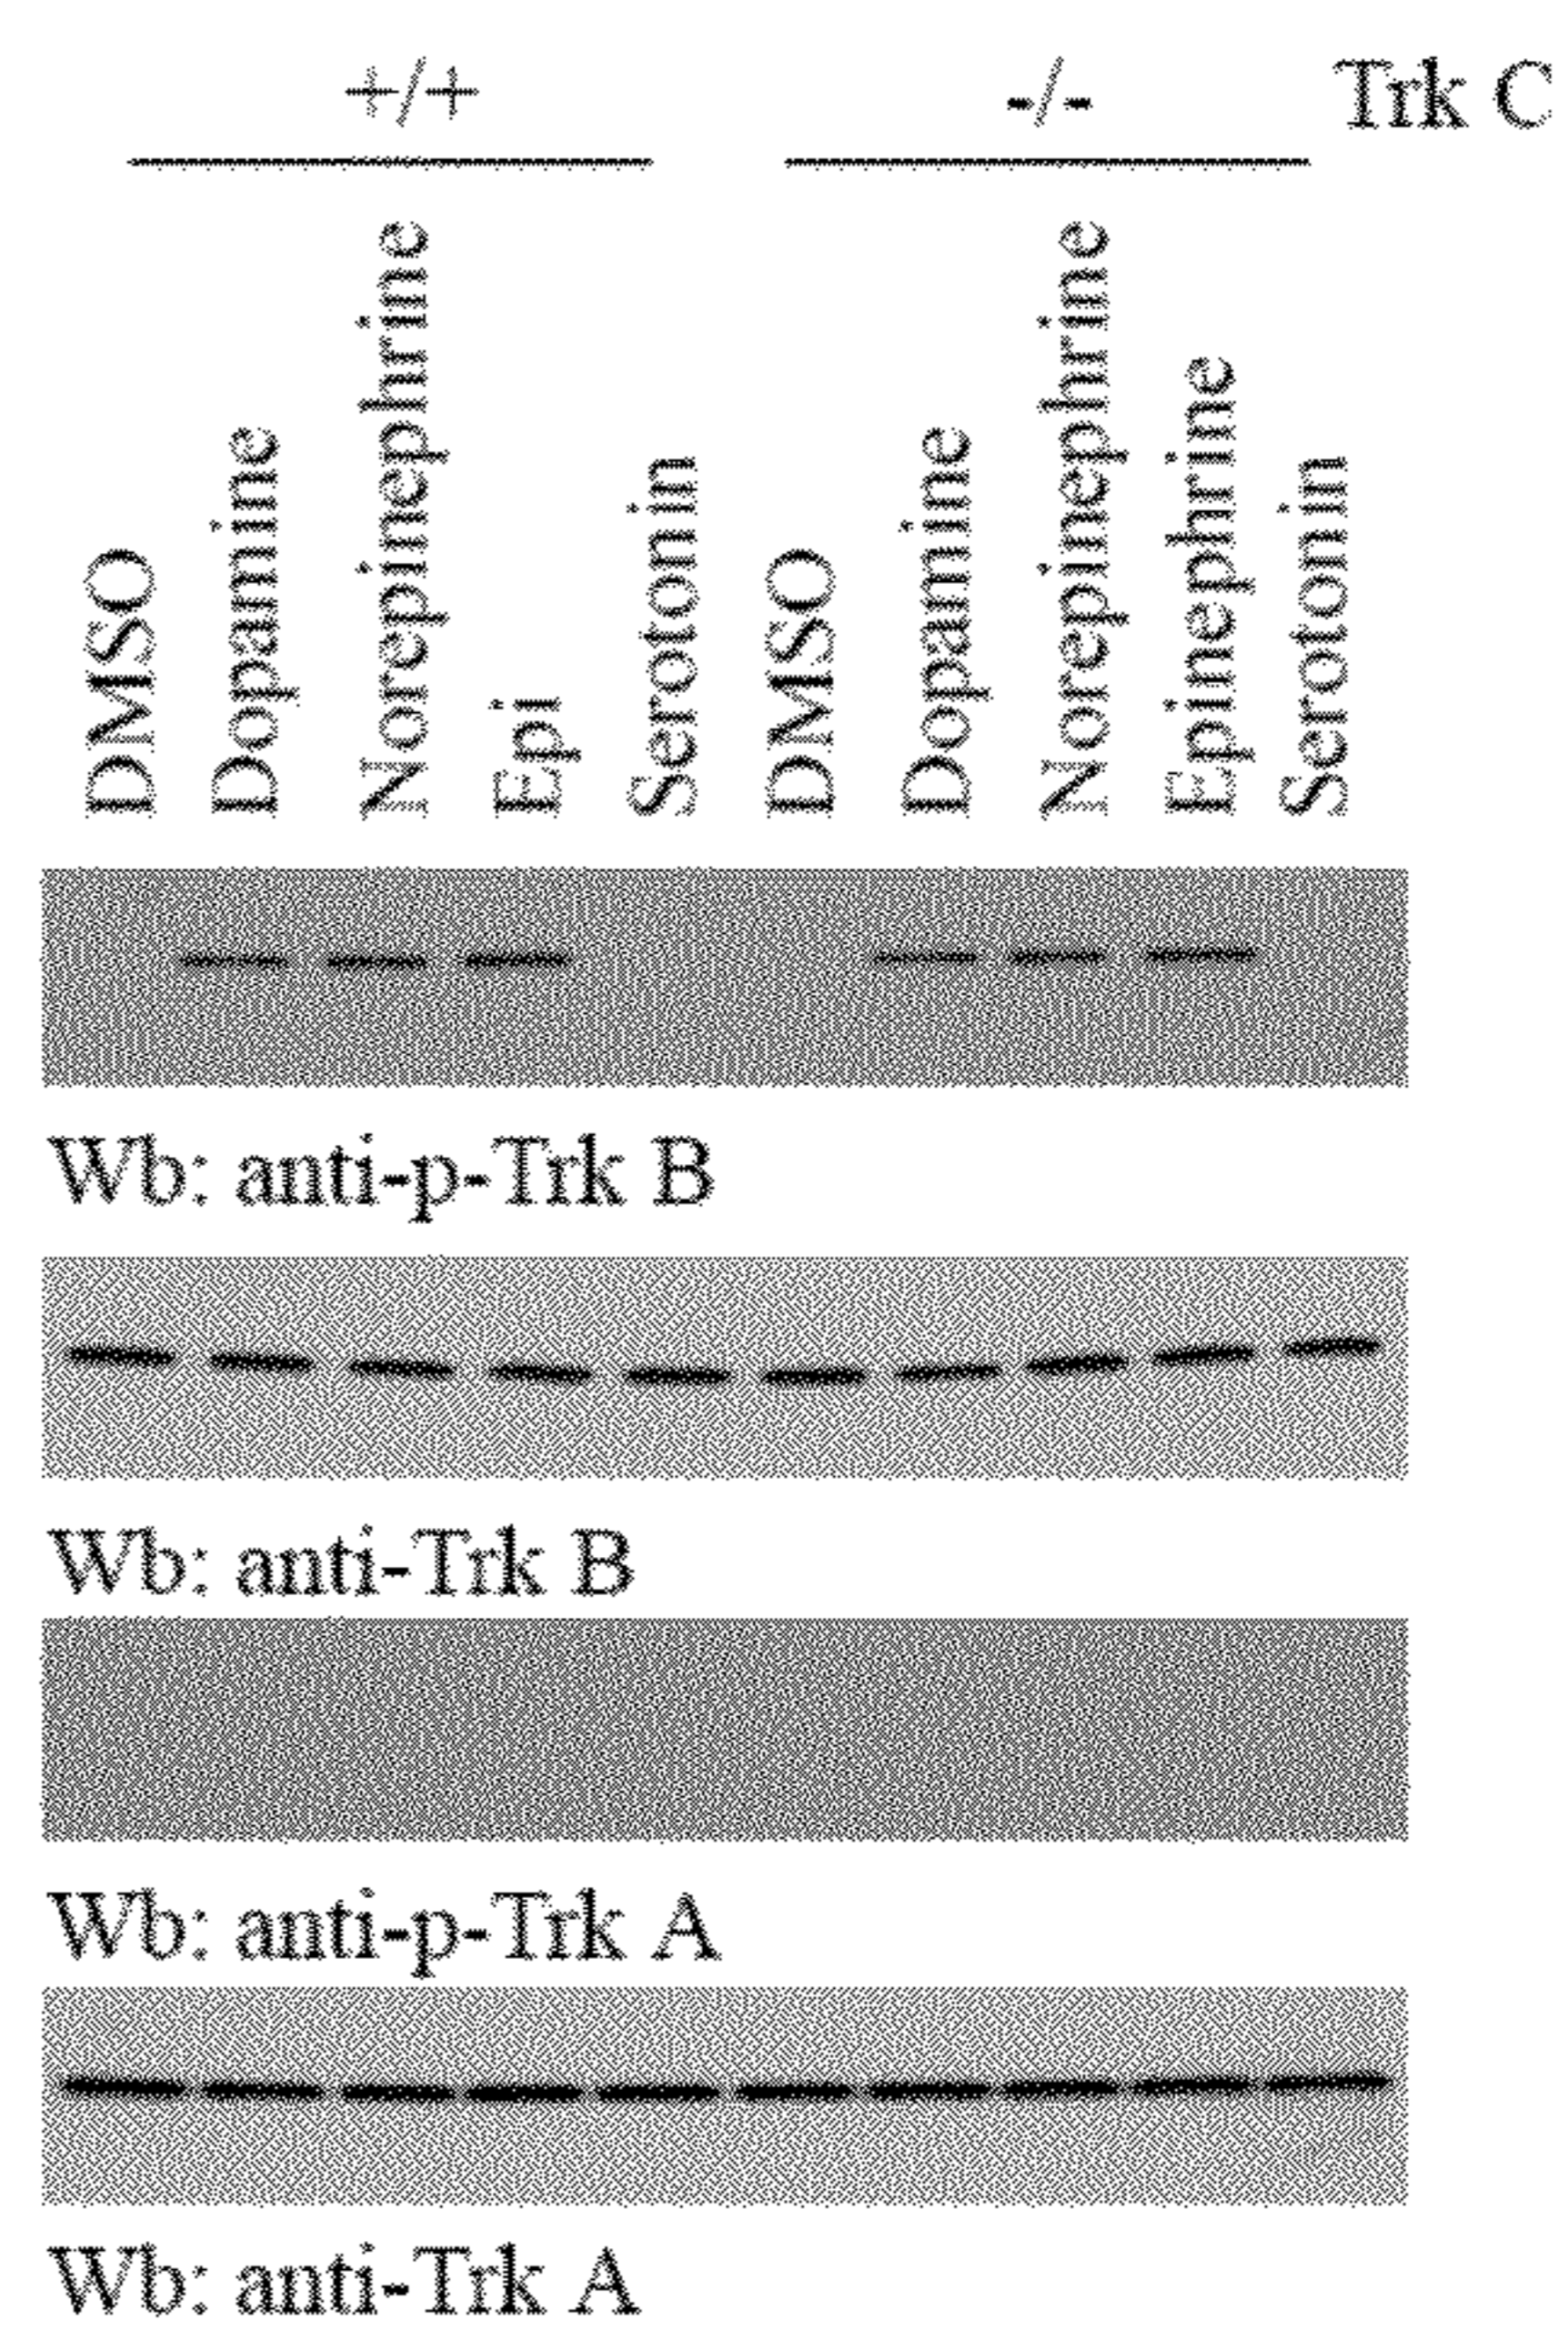 +/+ -/- Trk C
DMSO
Dopamine
Norepinephrine
Epi
Serotonin
DMSO
Dopamine
Norepinephrine
Epinephrine
Serotonin
Wb: anti-p-Trk B
Wb: anti-Trk B
Wb: anti-p-Trk A
Wb: anti-Trk A